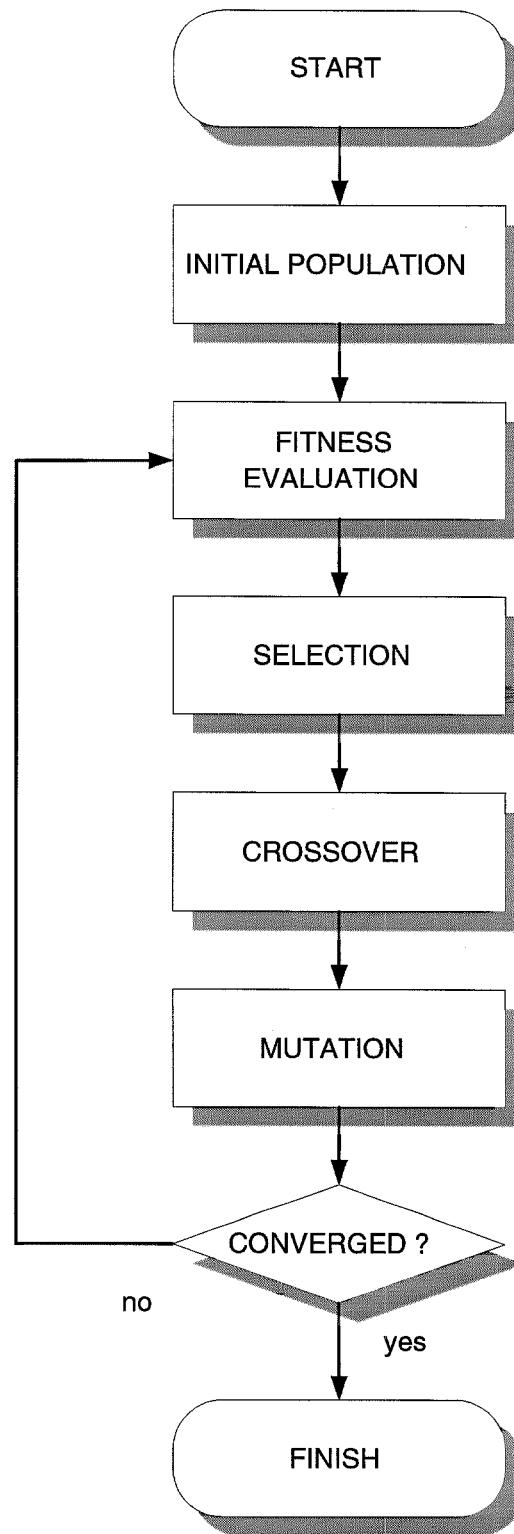 START
INITIAL POPULATION
FITNESS
EVALUATION
SELECTION
CROSSOVER
MUTATION
CONVERGED ?
no
yes
FINISH